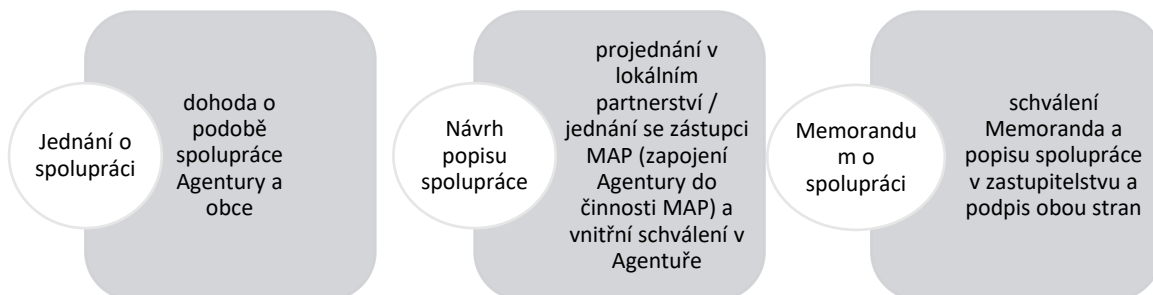 Jednání o
spolupráci
dohoda o
podobě
spolupráce
Agentury a
obce
Návrh
popisu
spolupráce
projednání v
lokálním
partnerství /
jednání se zástupci
MAP (zapojení
Agentury do
činnosti MAP) a
vnitřní schválení v
Agentuře
Memorandu
m o
spolupráci
schválení
Memoranda a
popisu spolupráce
v zastupitelstvu a
podpis obou stran